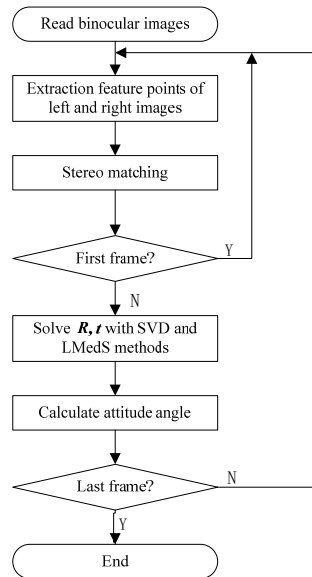 Read binocular images
Extraction feature points of
left and right images
Stereo matching
First frame?
Y
N
Solve R, t with SVD and
LMedS methods
Calculate attitude angle
Last frame?
N
Y
End